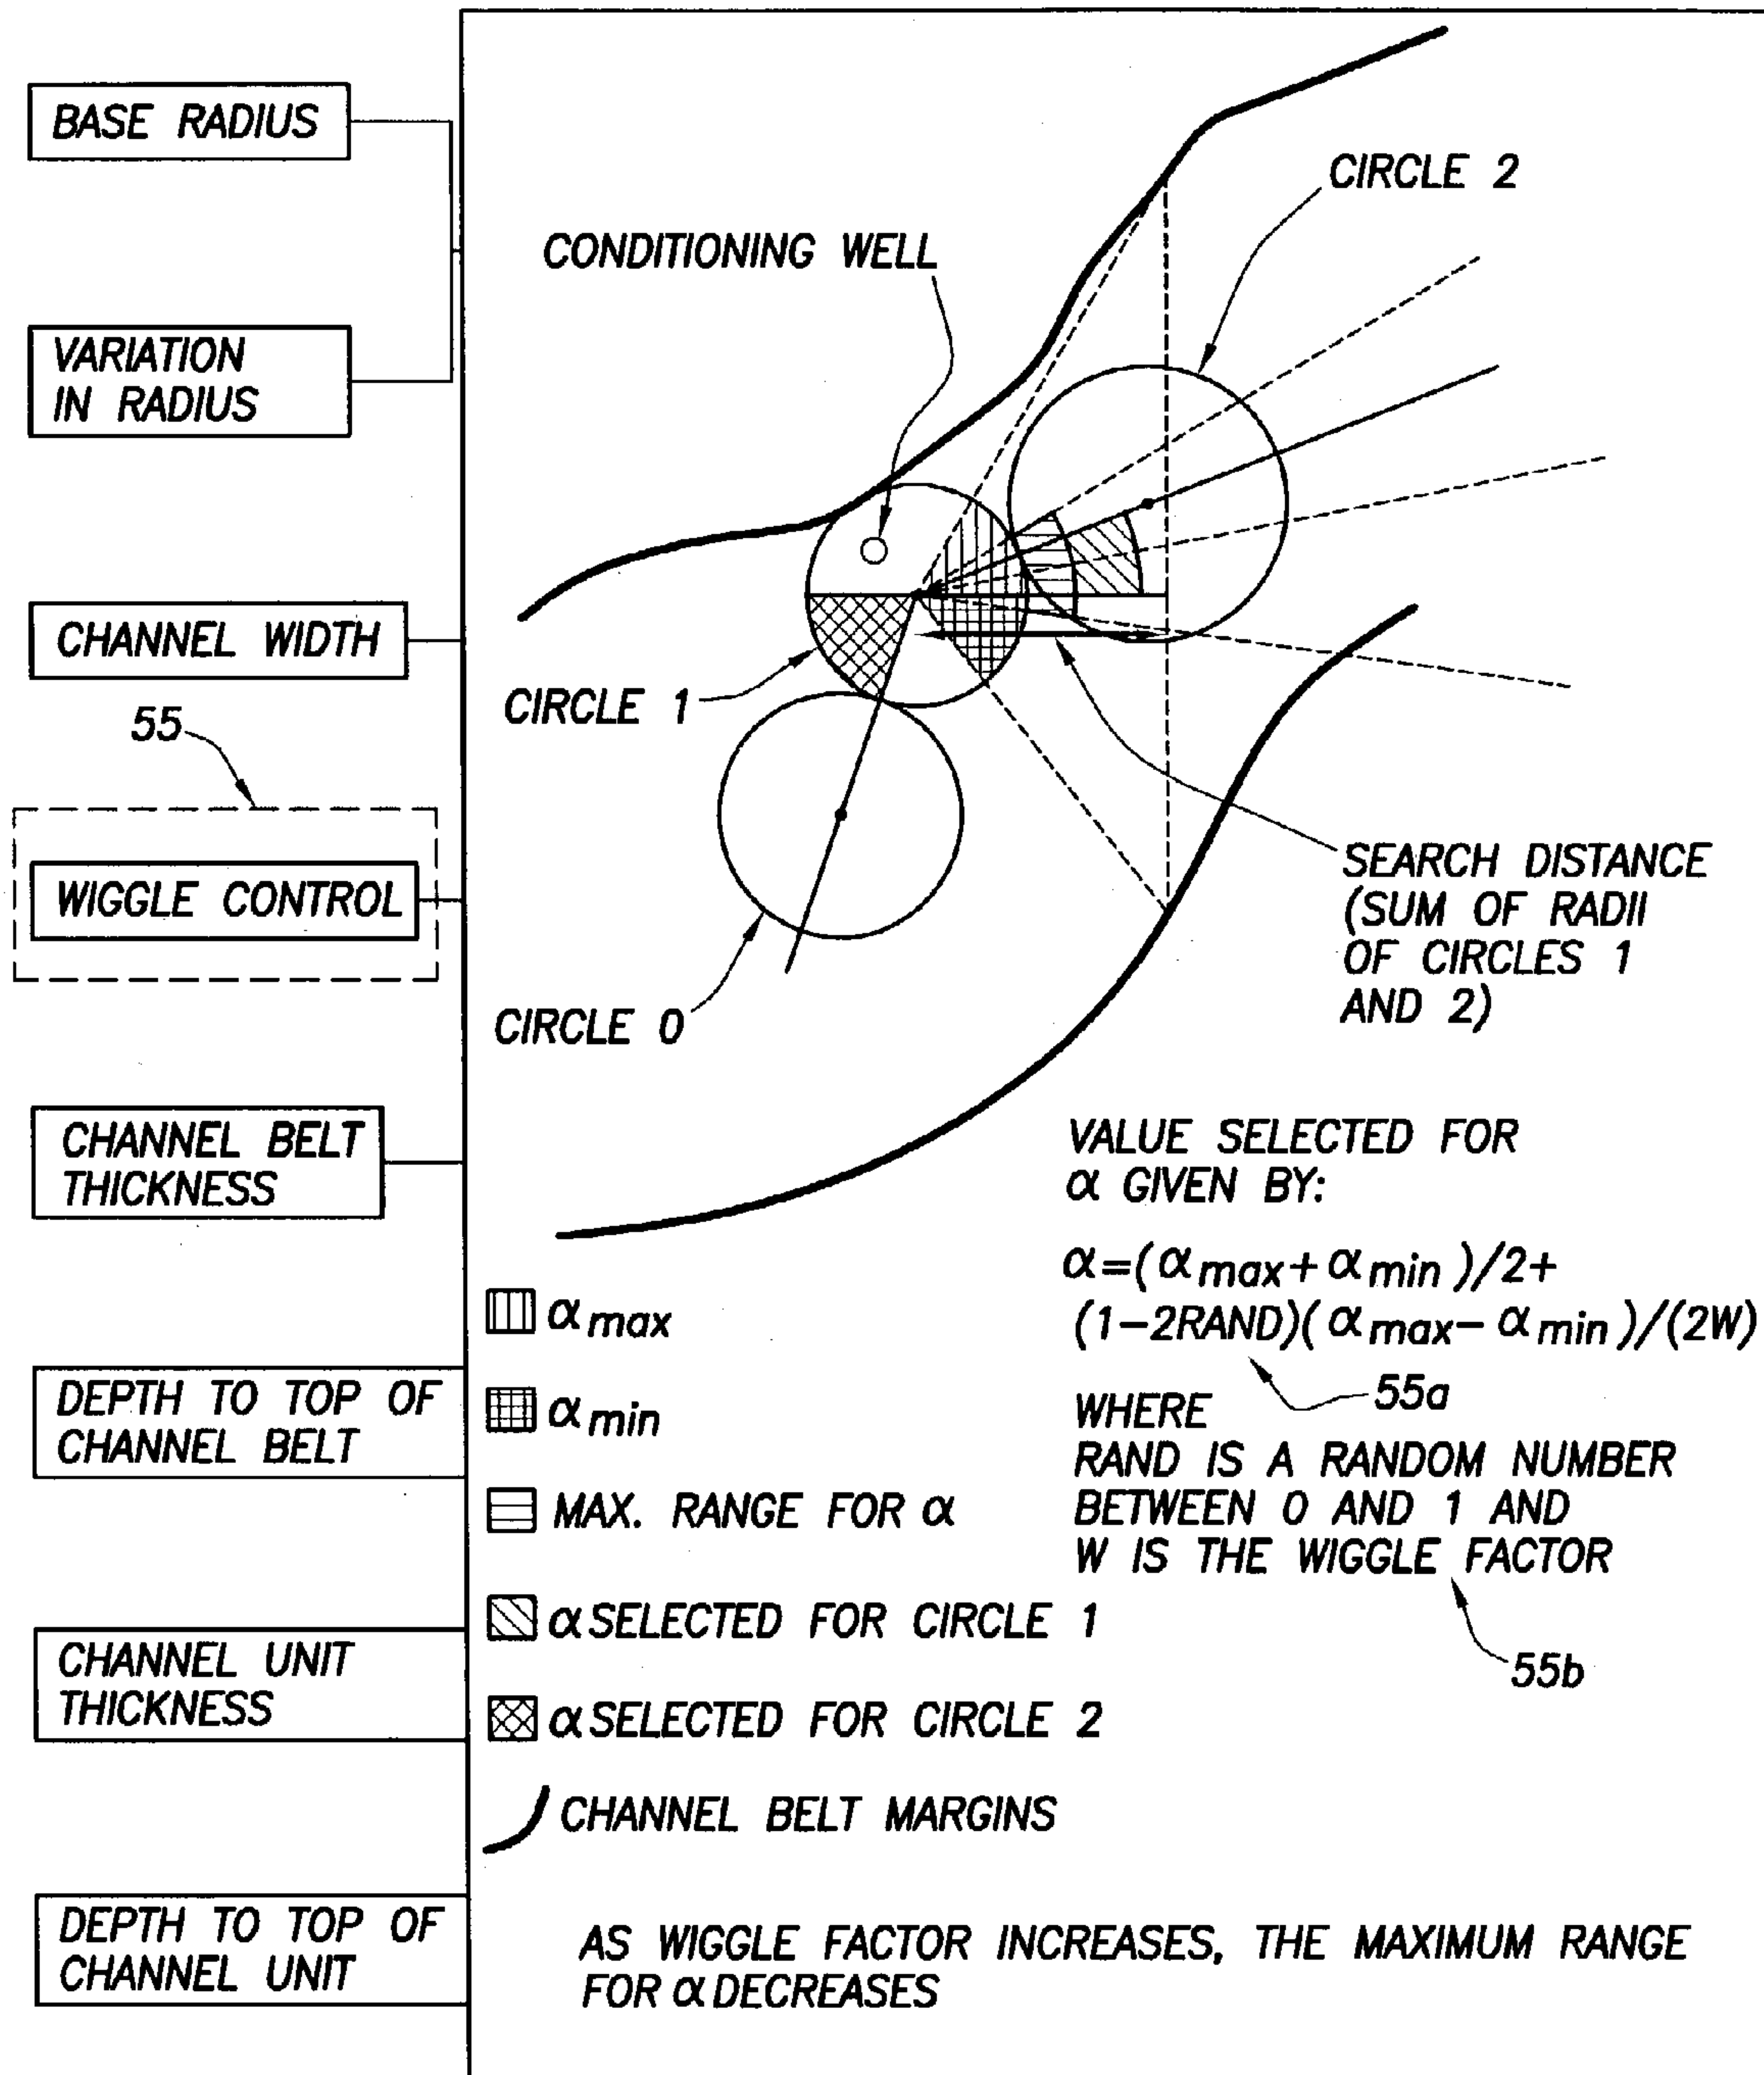 BASE RADIUS
VARIATION
IN RADIUS
CHANNEL WIDTH
55
WIGGLE CONTROL
CHANNEL BELT
THICKNESS
DEPTH TO TOP OF
CHANNEL BELT
CHANNEL UNIT
THICKNESS
DEPTH TO TOP OF
CHANNEL UNIT
CIRCLE 2
CONDITIONING WELL
CIRCLE 1
CIRCLE 0
SEARCH DISTANCE
(SUM OF RADII
OF CIRCLES 1
AND 2)
VALUE SELECTED FOR
α GIVEN BY:
α=(αmax+αmin)/2+
(1-2RAND)(αmax-αmin)/(2W)
55a
WHERE
RAND IS A RANDOM NUMBER
BETWEEN 0 AND 1 AND
W IS THE WIGGLE FACTOR
55b
αmax
αmin
MAX. RANGE FOR α
α SELECTED FOR CIRCLE 1
α SELECTED FOR CIRCLE 2
CHANNEL BELT MARGINS
AS WIGGLE FACTOR INCREASES, THE MAXIMUM RANGE
FOR α DECREASES